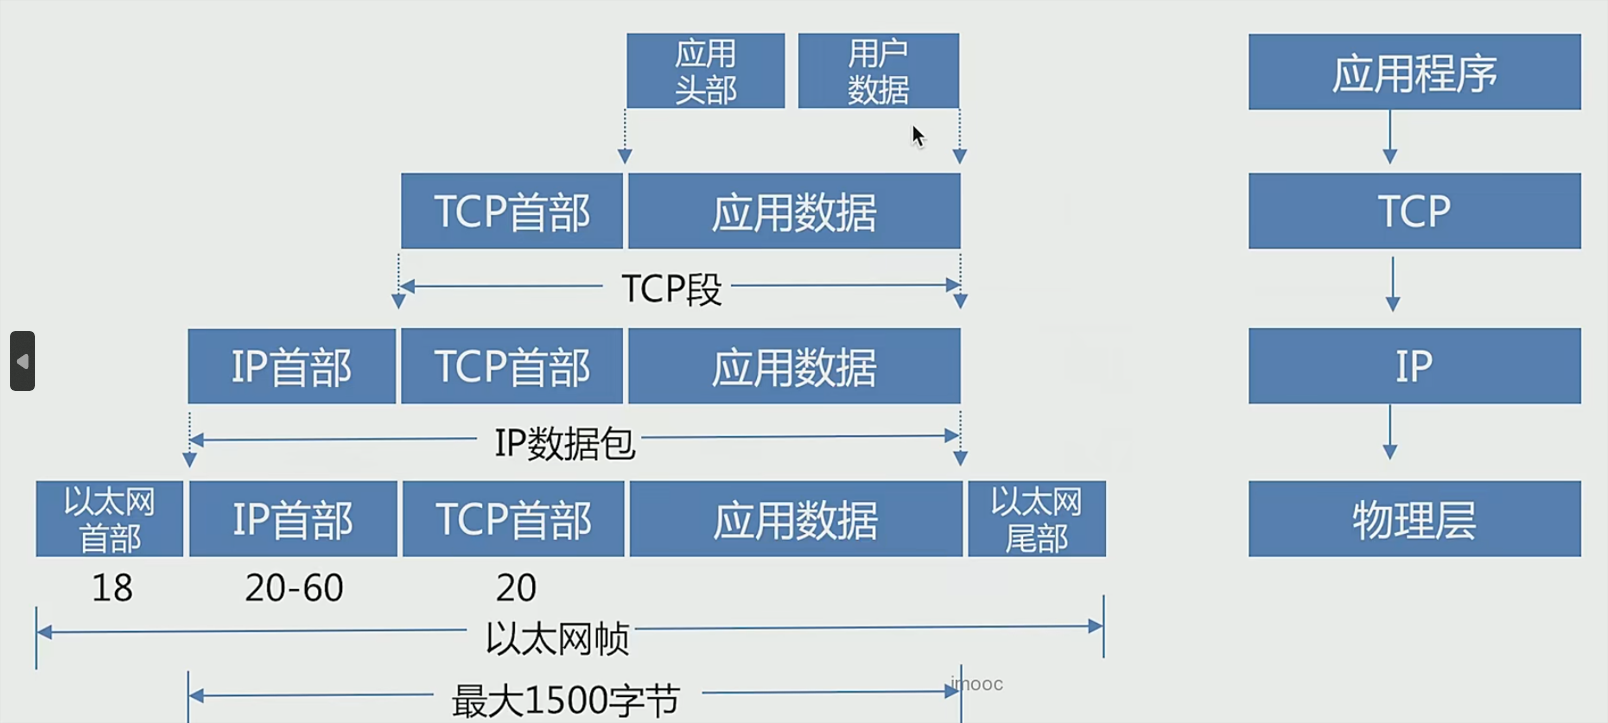 应用
头部
用户
数据
应用程序
TCP首部
应用数据
TCP
TCP段
IP首部
TCP首部
应用数据
IP
IP数据包
以太网
首部
IP首部
TCP首部
应用数据
以太网
尾部
物理层
18
20-60
20
以太网帧
最大1500字节
imooc